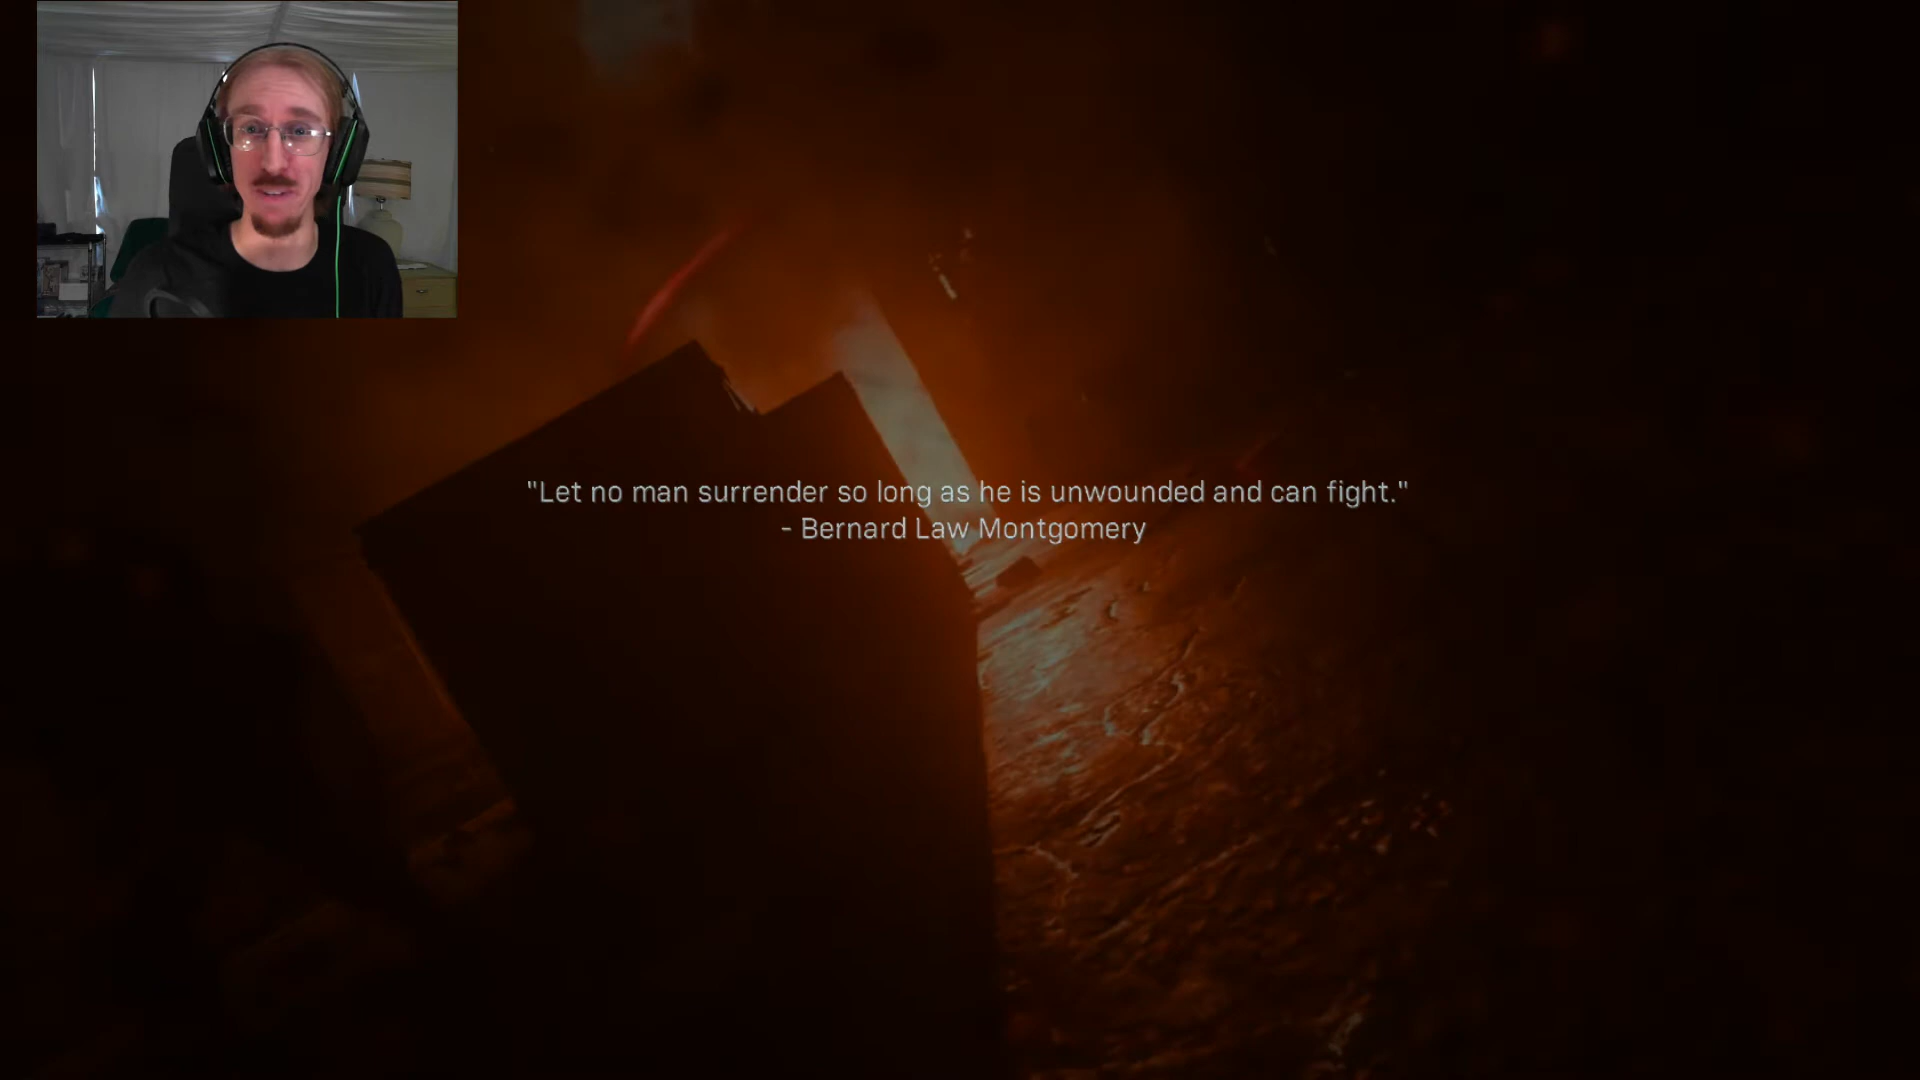 "Let no man surrender so long as he is unwounded and can fight."
- Bernard Law Montgomery